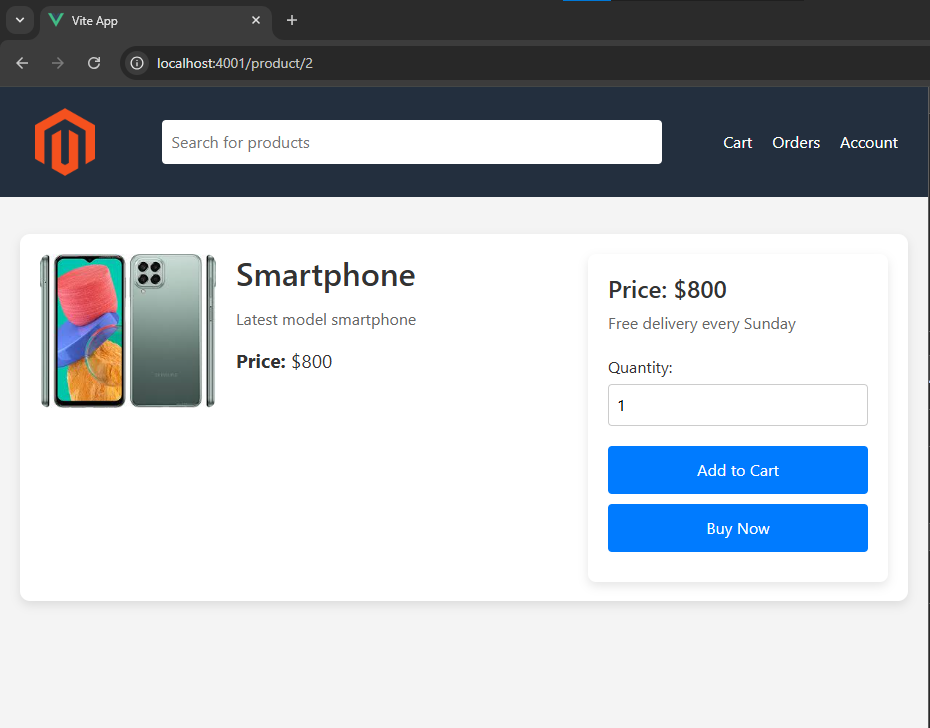 Vite App
localhost:4001/product/2
Search for products
Cart Orders Account
Smartphone
Latest model smartphone
Price: $800
Price: $800
Free delivery every Sunday
Quantity:
1
Add to Cart
Buy Now